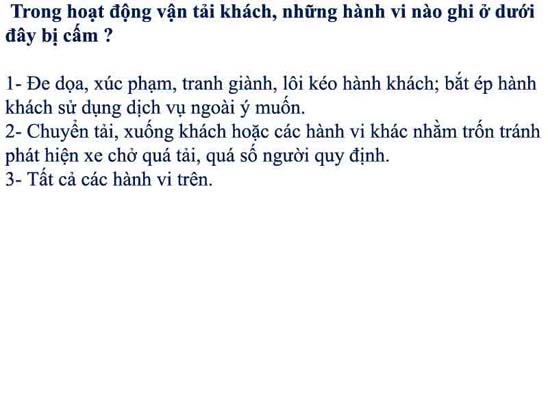 Trong hoạt động vận tải khách, những hành vi nào ghi ở dưới
đây bị cấm ?
1- Đe dọa, xúc phạm, tranh giành, lôi kéo hành khách; bắt ép hành
khách sử dụng dịch vụ ngoài ý muốn.
2- Chuyển tải, xuống khách hoặc các hành vi khác nhằm trốn tránh
phát hiện xe chở quá tải, quá số người quy định.
3- Tất cả các hành vi trên.